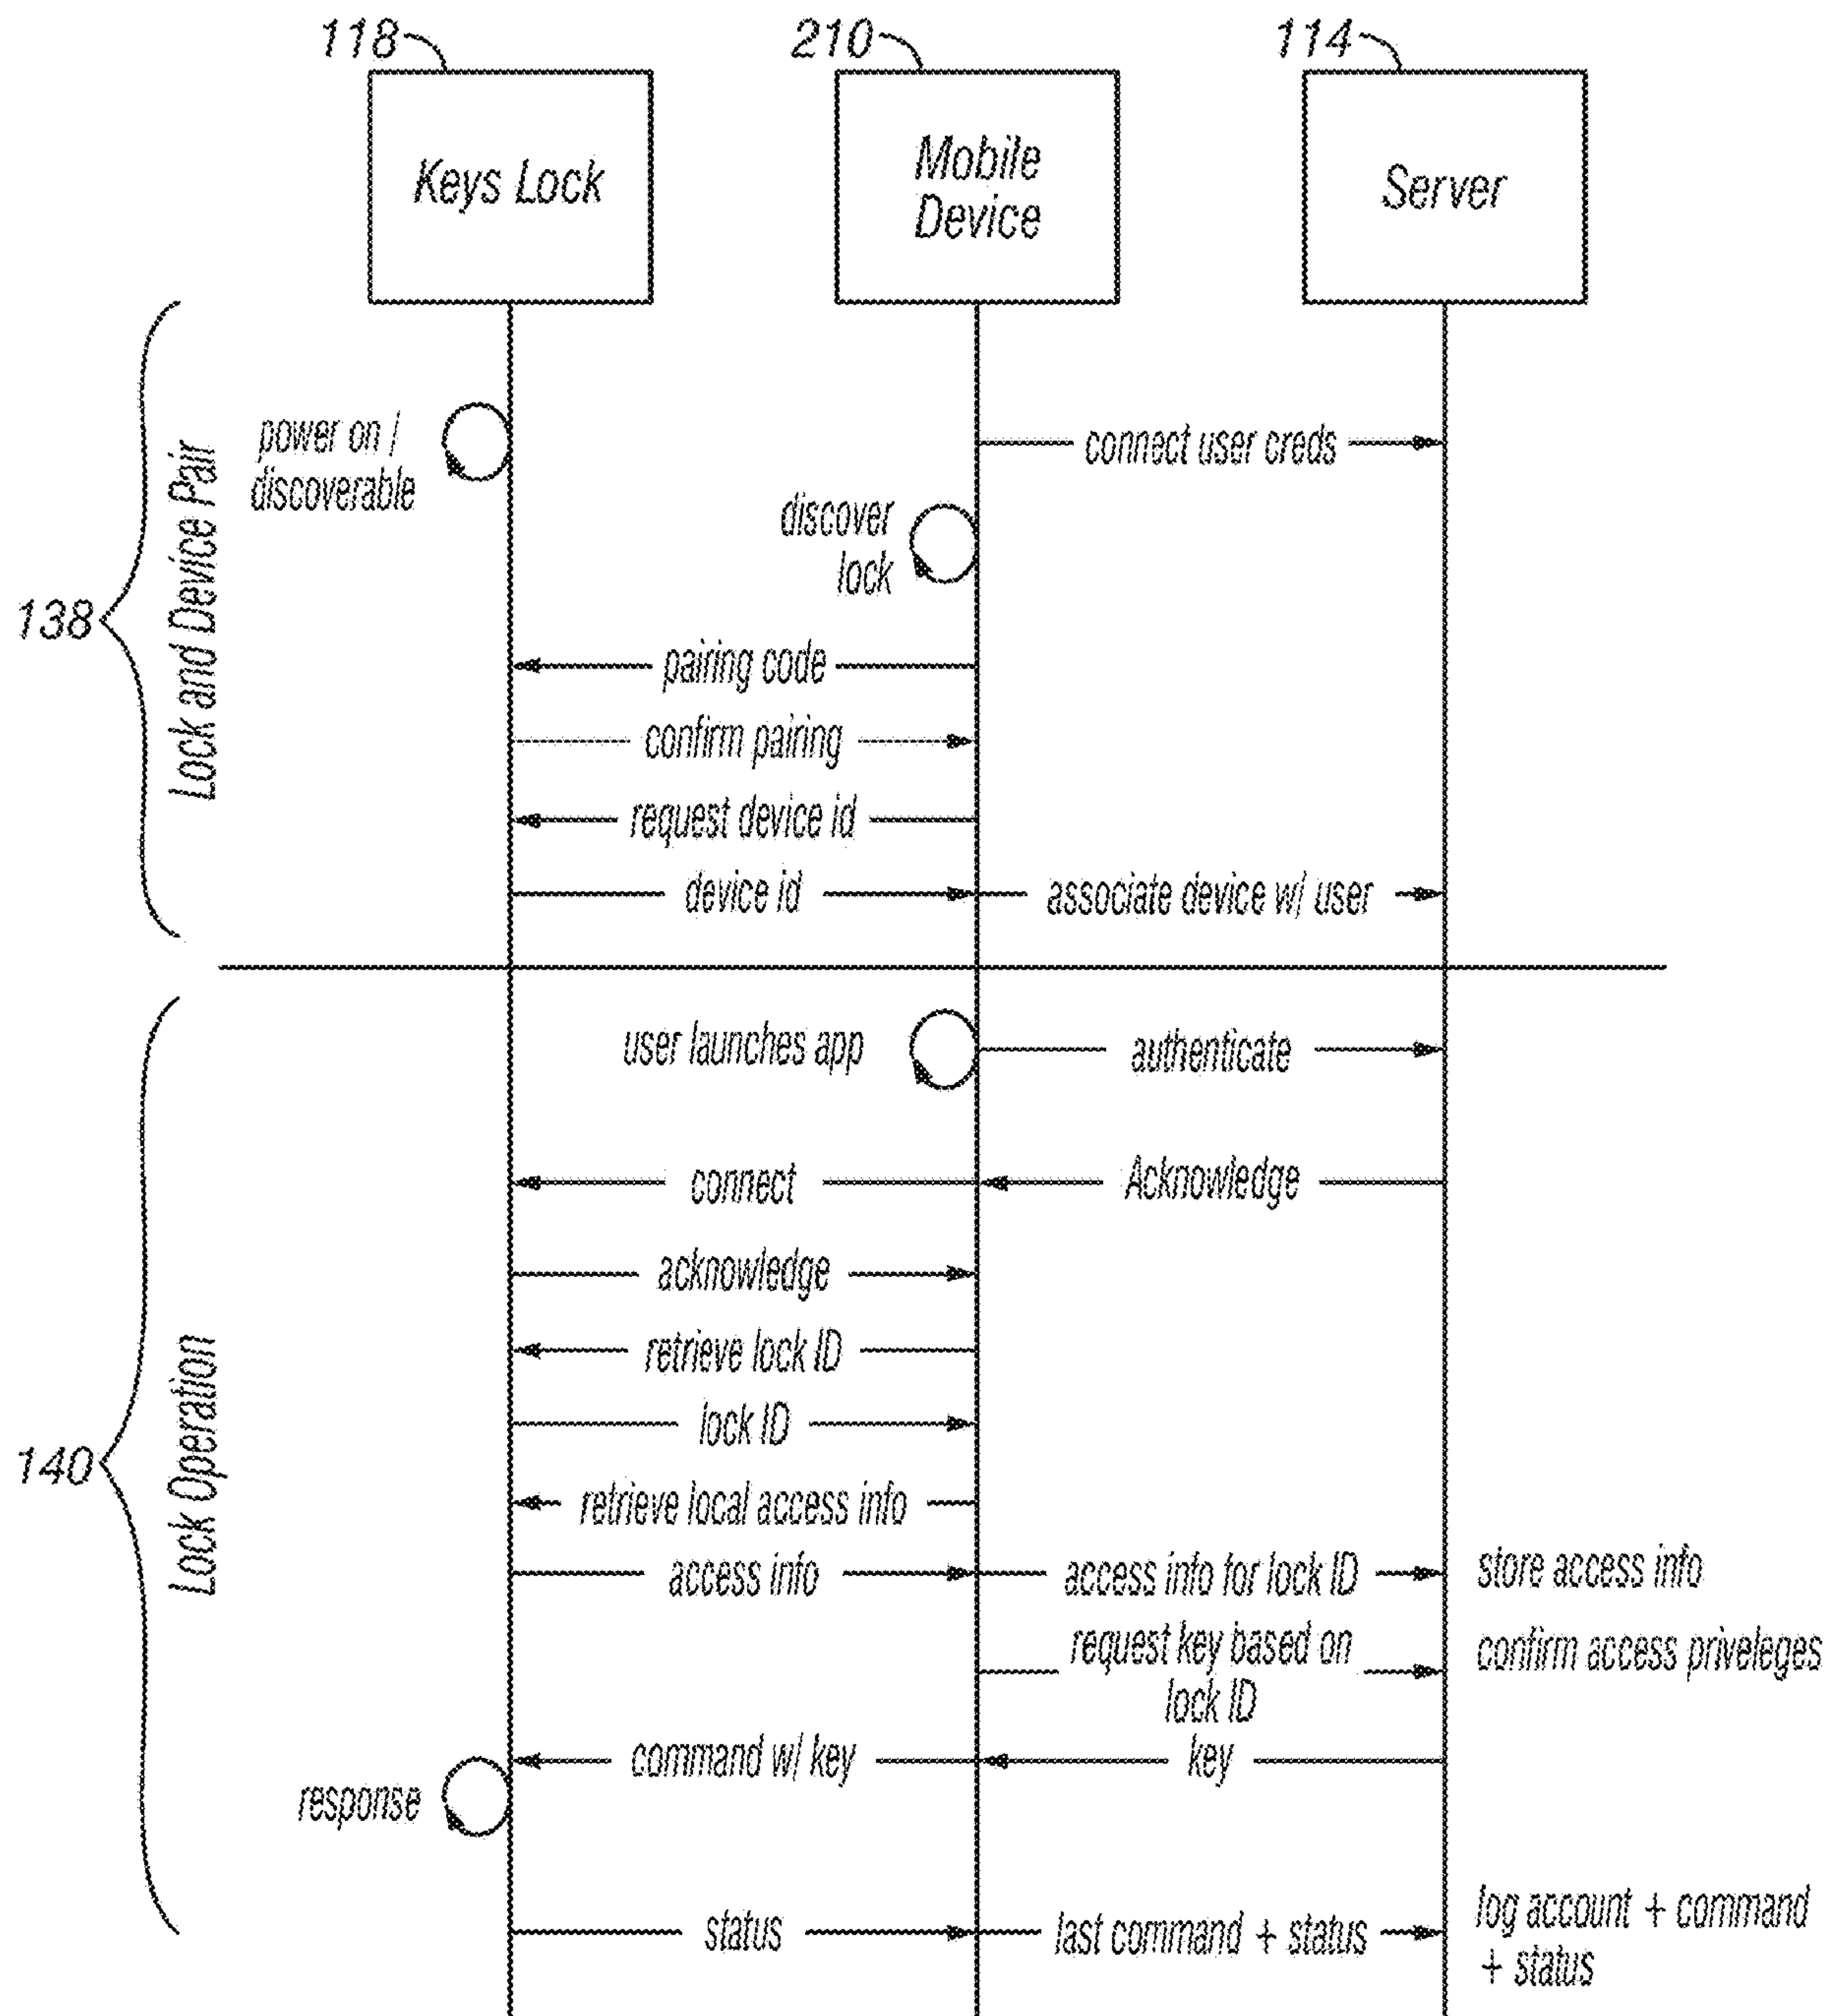 118
210
114
Keys Lock
Mobile
Device
Server
138
Lock and Device Pair
power on /
discoverable
connect user creds
discover
lock
pairing code
confirm pairing
request device id
device id
associate device w/ user
140
Lock Operation
user launches app
authenticate
connect
Acknowledge
acknowledge
retrieve lock ID
lock ID
retrieve local access info
access info
access info for lock ID
store access info
request key based on
lock ID
confirm access priveleges
command w/ key
key
response
status
last command + status
log account + command
+ status